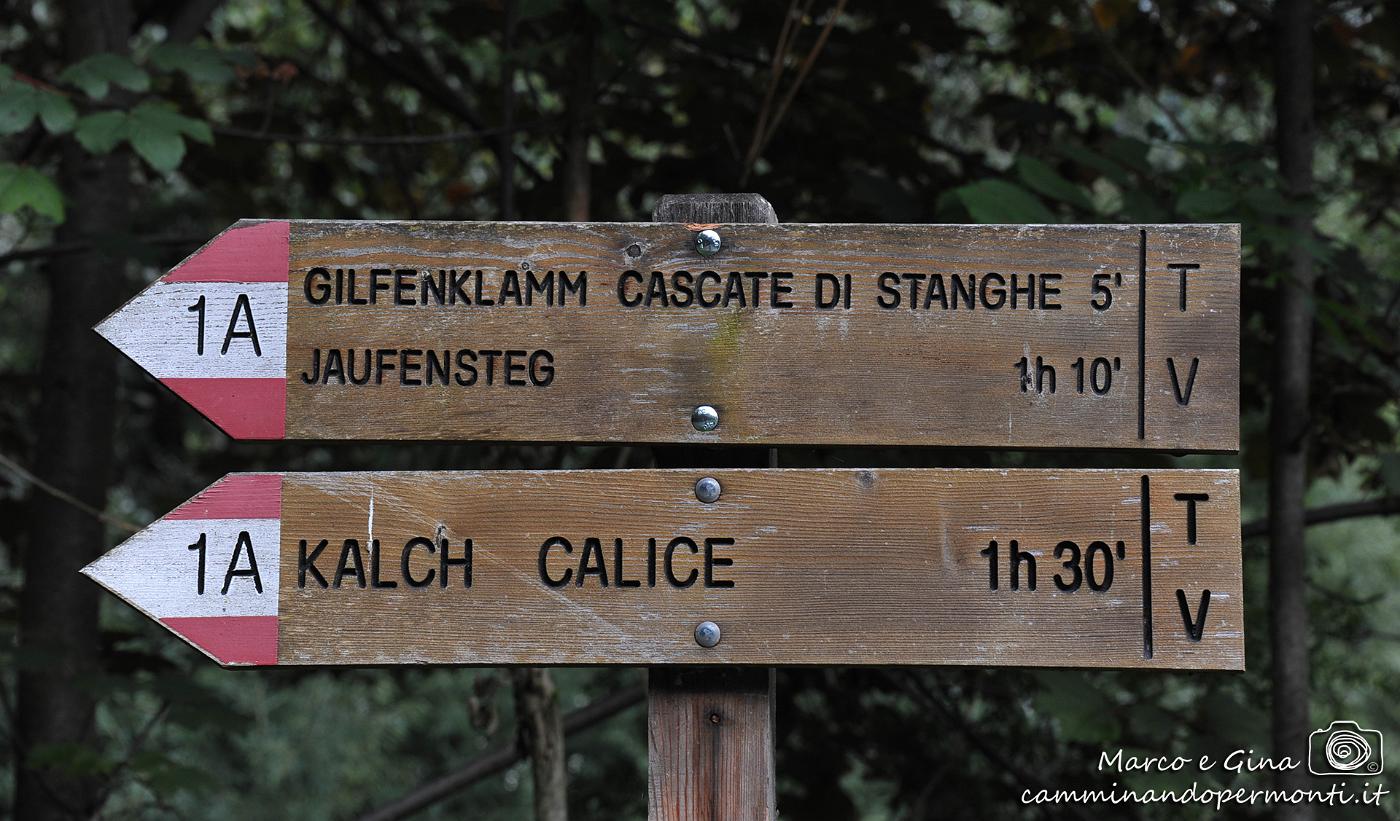 1A GILFENKLAMM CASCATE DI STANGHE 5' T
JAUFENSTEG 1h 10' V
1A KALCH CALICE 1h 30' T
V
Marco e Gina
camminandopermonti.it